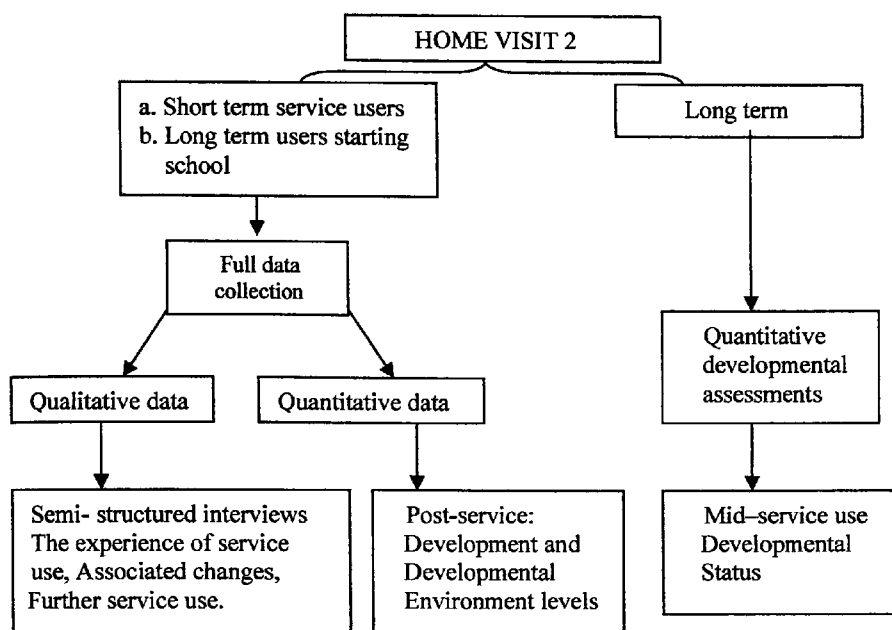 HOME VISIT 2
a. Short term service users
b. Long term users starting
school
Long term
Full data
collection
Quantitative
developmental
assessments
Qualitative data
Quantitative data
Semi- structured interviews
The experience of service
use, Associated changes,
Further service use.
Post-service:
Development and
Developmental
Environment levels
Mid–service use
Developmental
Status